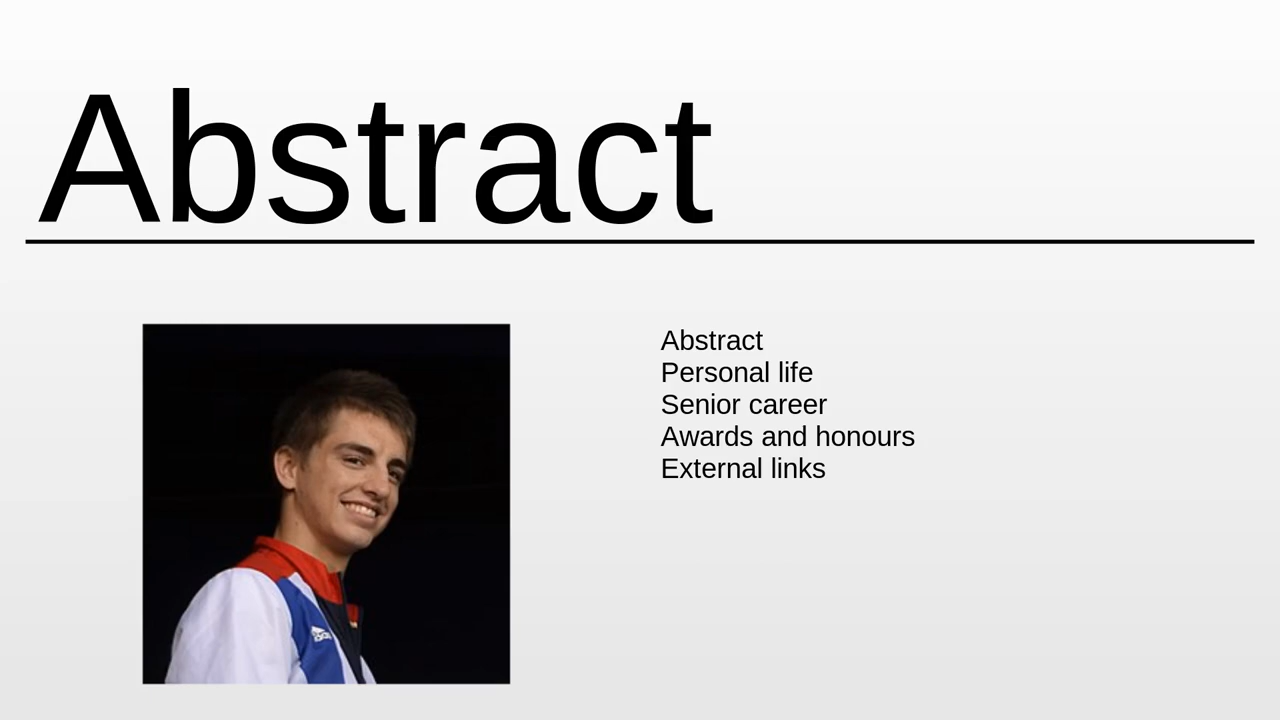 Abstract
Abstract
Personal life
Senior career
Awards and honours
External links